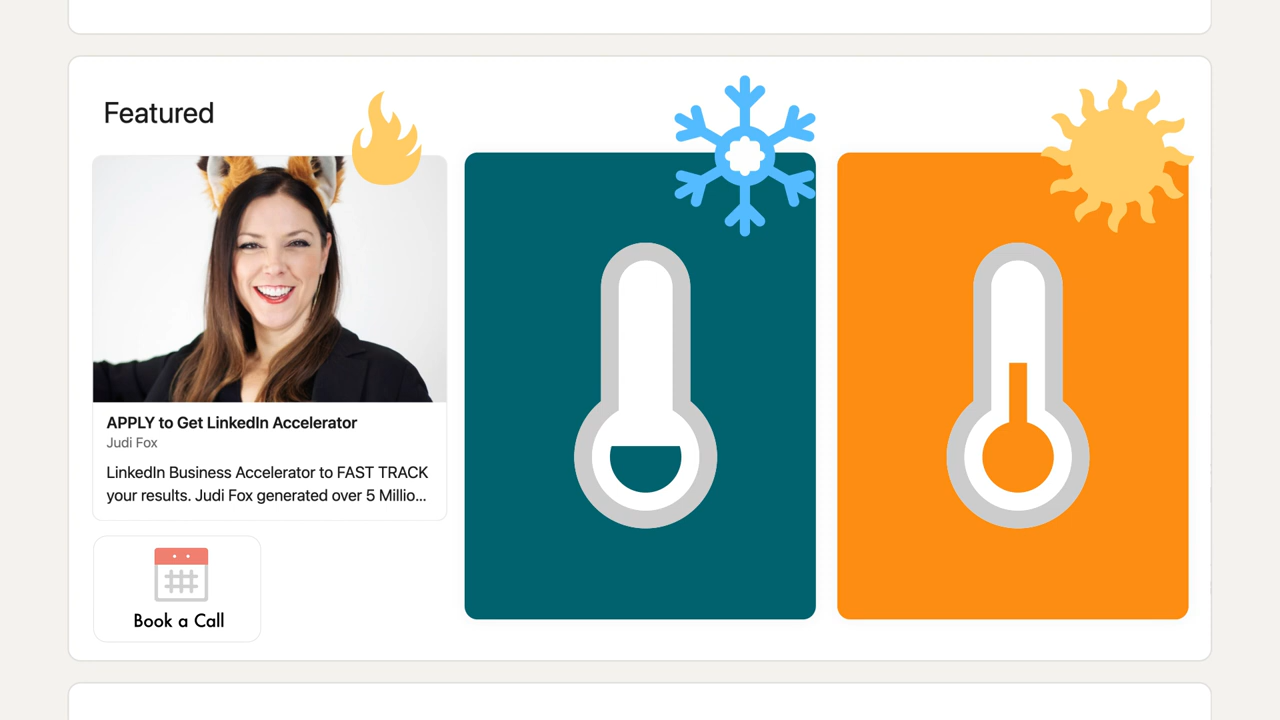 Featured
APPLY to Get LinkedIn Accelerator
Judi Fox
LinkedIn Business Accelerator to FAST TRACK
your results. Judi Fox generated over 5 Millio...
Book a Call